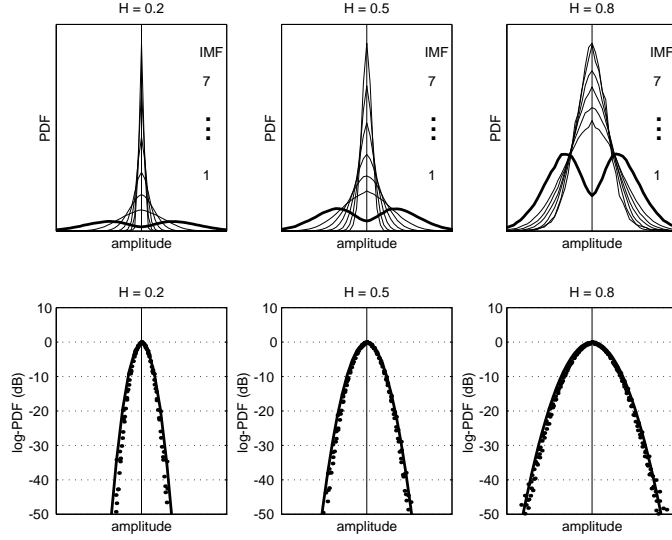 H = 0.2
H = 0.5
H = 0.8
PDF
IMF
7
1
amplitude
PDF
IMF
7
1
amplitude
PDF
IMF
7
1
amplitude
H = 0.2
H = 0.5
H = 0.8
log-PDF (dB)
10
0
-10
-20
-30
-40
-50
amplitude
log-PDF (dB)
10
0
-10
-20
-30
-40
-50
amplitude
log-PDF (dB)
10
0
-10
-20
-30
-40
-50
amplitude